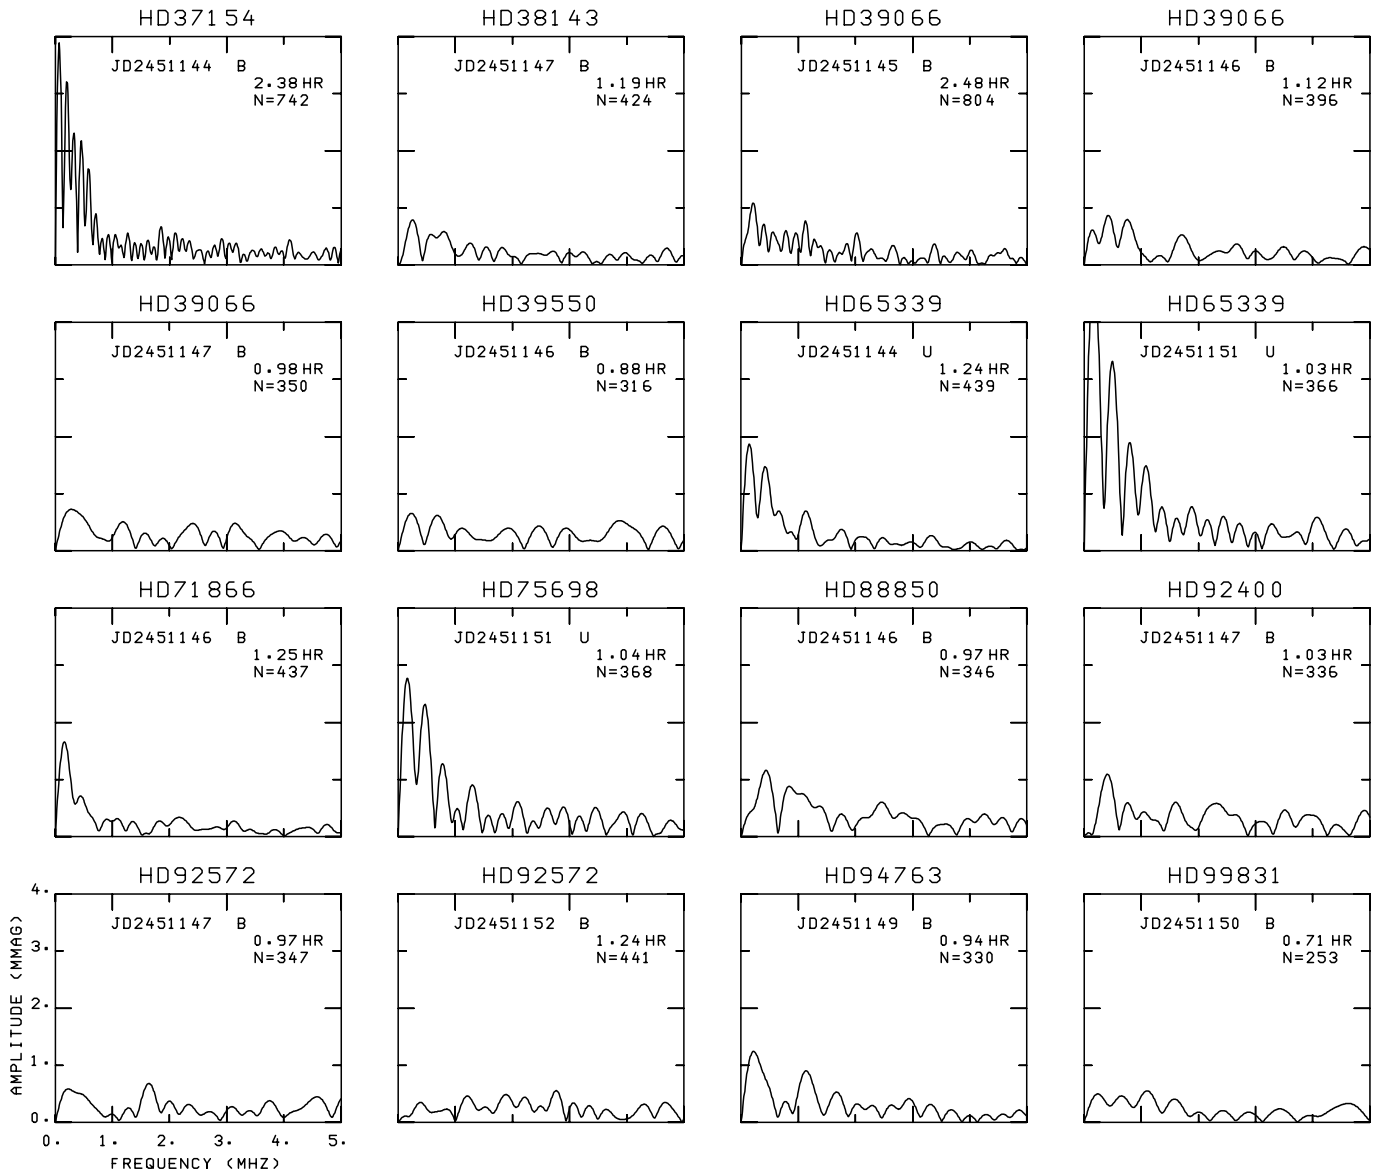 HD37154
JD2451144 B
2.38HR
N=742
HD38143
JD2451147 B
1.19HR
N=424
HD39066
JD2451145 B
2.48HR
N=804
HD39066
JD2451146 B
1.12HR
N=396
HD39066
JD2451147 B
0.98HR
N=350
HD39550
JD2451146 B
0.88HR
N=316
HD65339
JD2451144 U
1.24HR
N=439
HD65339
JD2451151 U
1.03HR
N=366
HD71866
JD2451146 B
1.25HR
N=437
HD75698
JD2451151 U
1.04HR
N=368
HD88850
JD2451146 B
0.97HR
N=346
HD92400
JD2451147 B
1.03HR
N=336
HD92572
JD2451147 B
0.97HR
N=347
HD92572
JD2451152 B
1.24HR
N=441
HD94763
JD2451149 B
0.94HR
N=330
HD99831
JD2451150 B
0.71HR
N=253
4.
3.
2.
1.
0.
AMPLITUDE (MMAG)
0. 1. 2. 3. 4. 5.
FREQUENCY (MHZ)